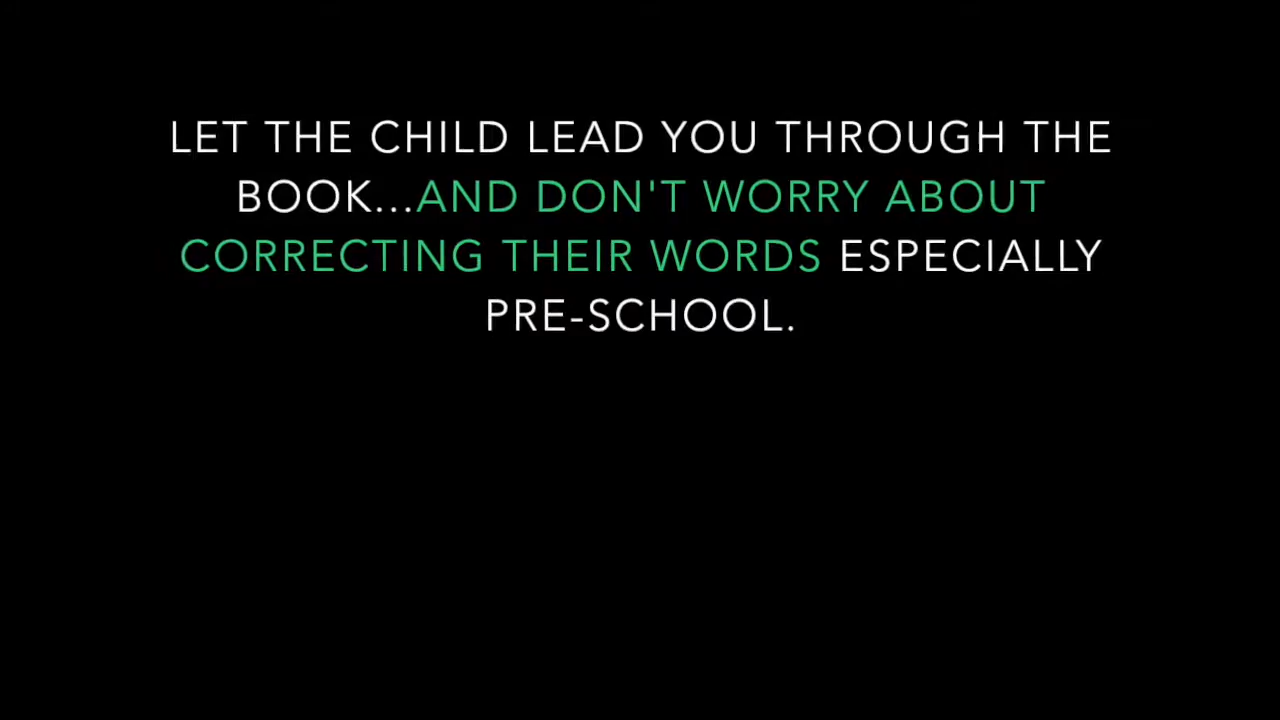 LET THE CHILD LEAD YOU THROUGH THE
BOOK...AND DON'T WORRY ABOUT
CORRECTING THEIR WORDS ESPECIALLY
PRE-SCHOOL.